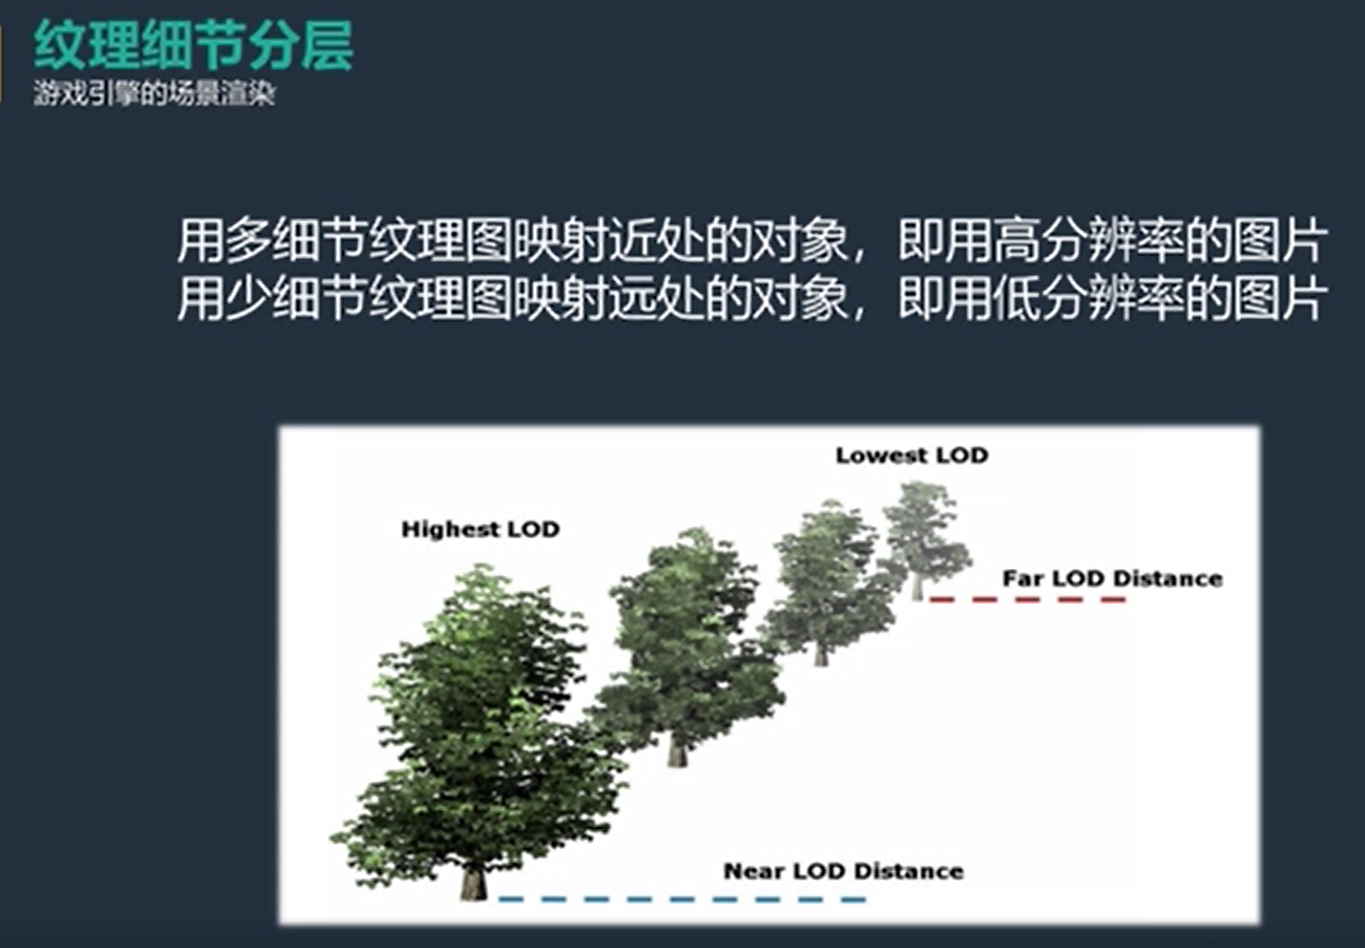 纹理细节分层
游戏引擎的场景渲染
用多细节纹理图映射近处的对象，即用高分辨率的图片
用少细节纹理图映射远处的对象，即用低分辨率的图片
Lowest LOD
Highest LOD
Far LOD Distance
Near LOD Distance